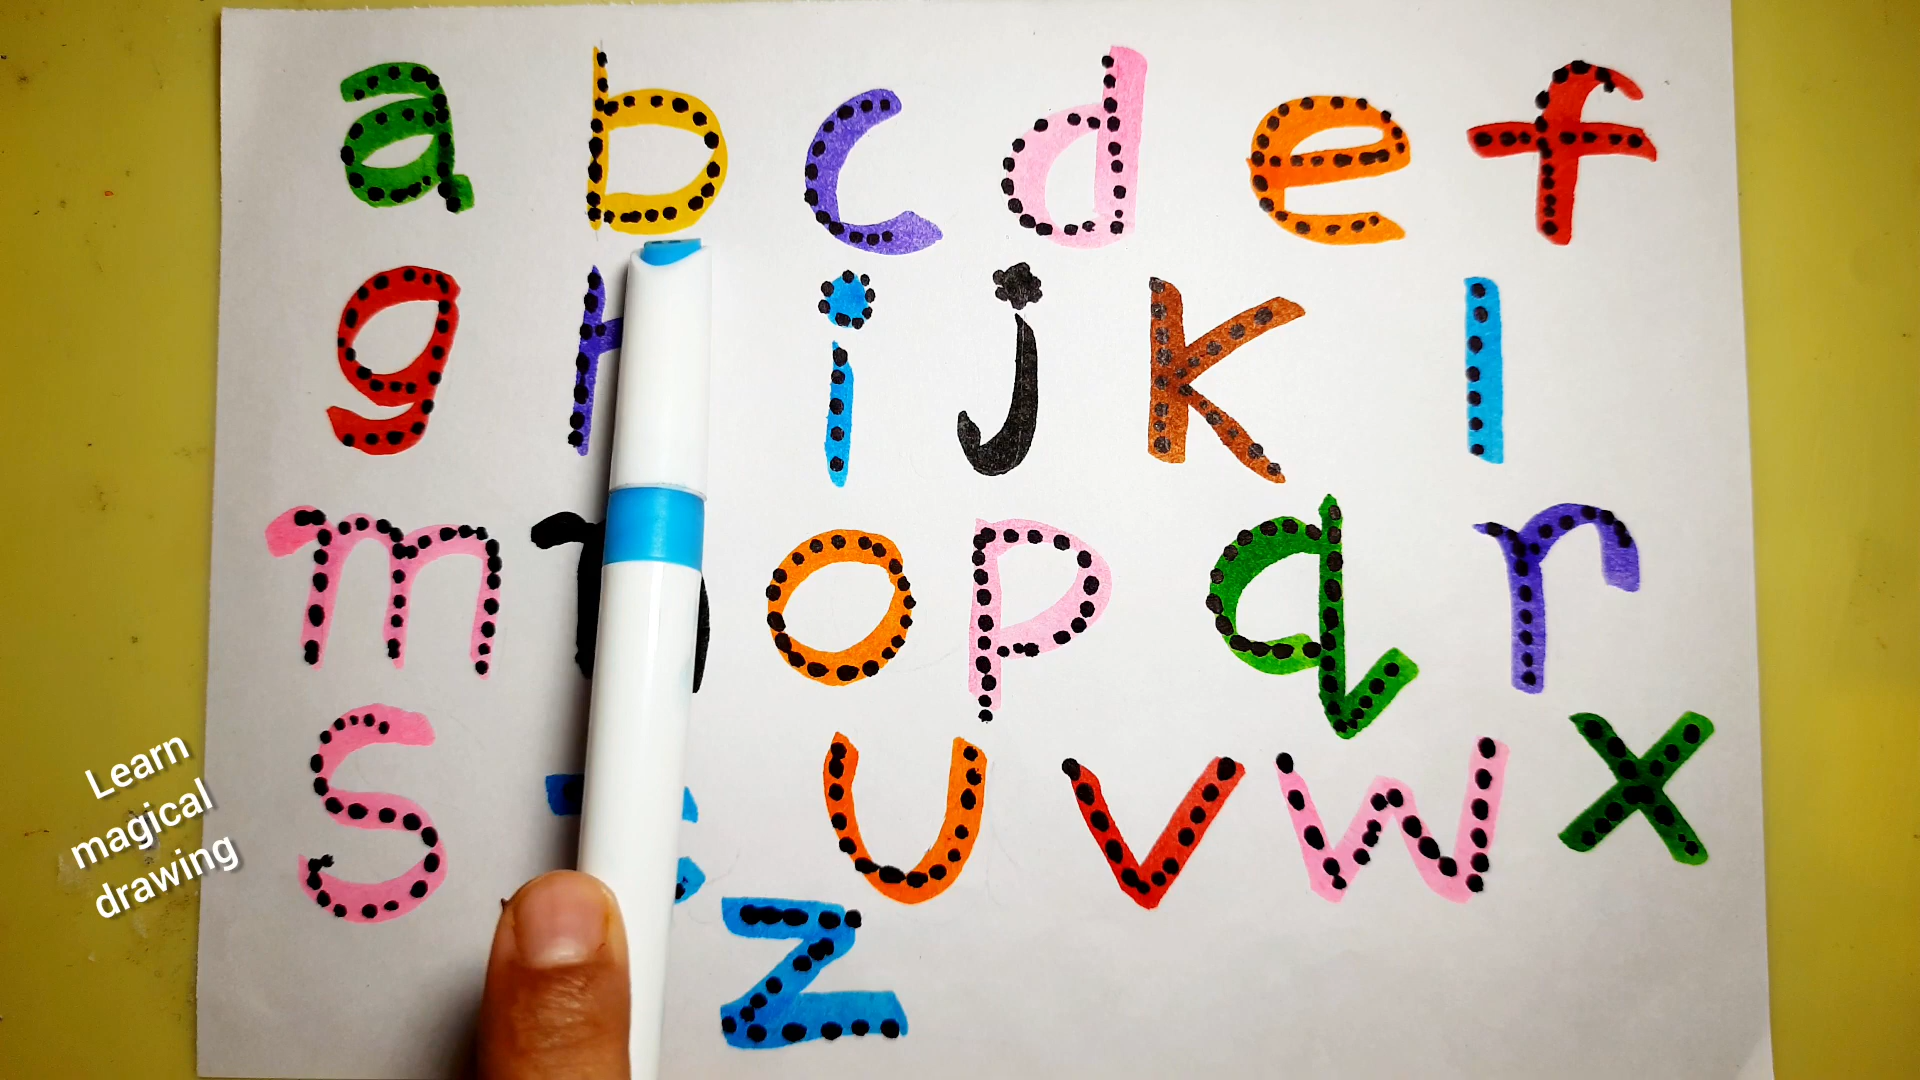 a b c d e f
g h i j k l
m n o p q r
s t u v w x
z
Learn
magical
drawing